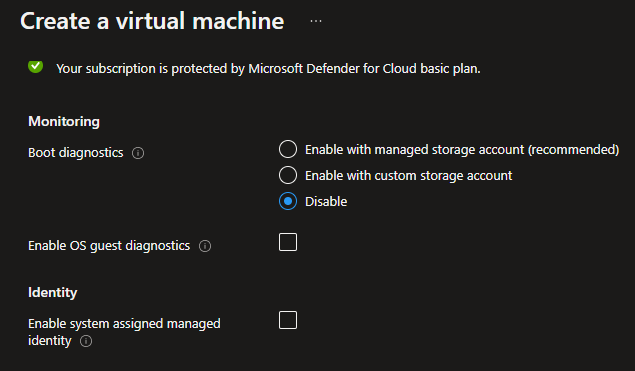 Create a virtual machine ...
Your subscription is protected by Microsoft Defender for Cloud basic plan.
Monitoring
Boot diagnostics
Enable with managed storage account (recommended)
Enable with custom storage account
Disable
Enable OS guest diagnostics
Identity
Enable system assigned managed
identity